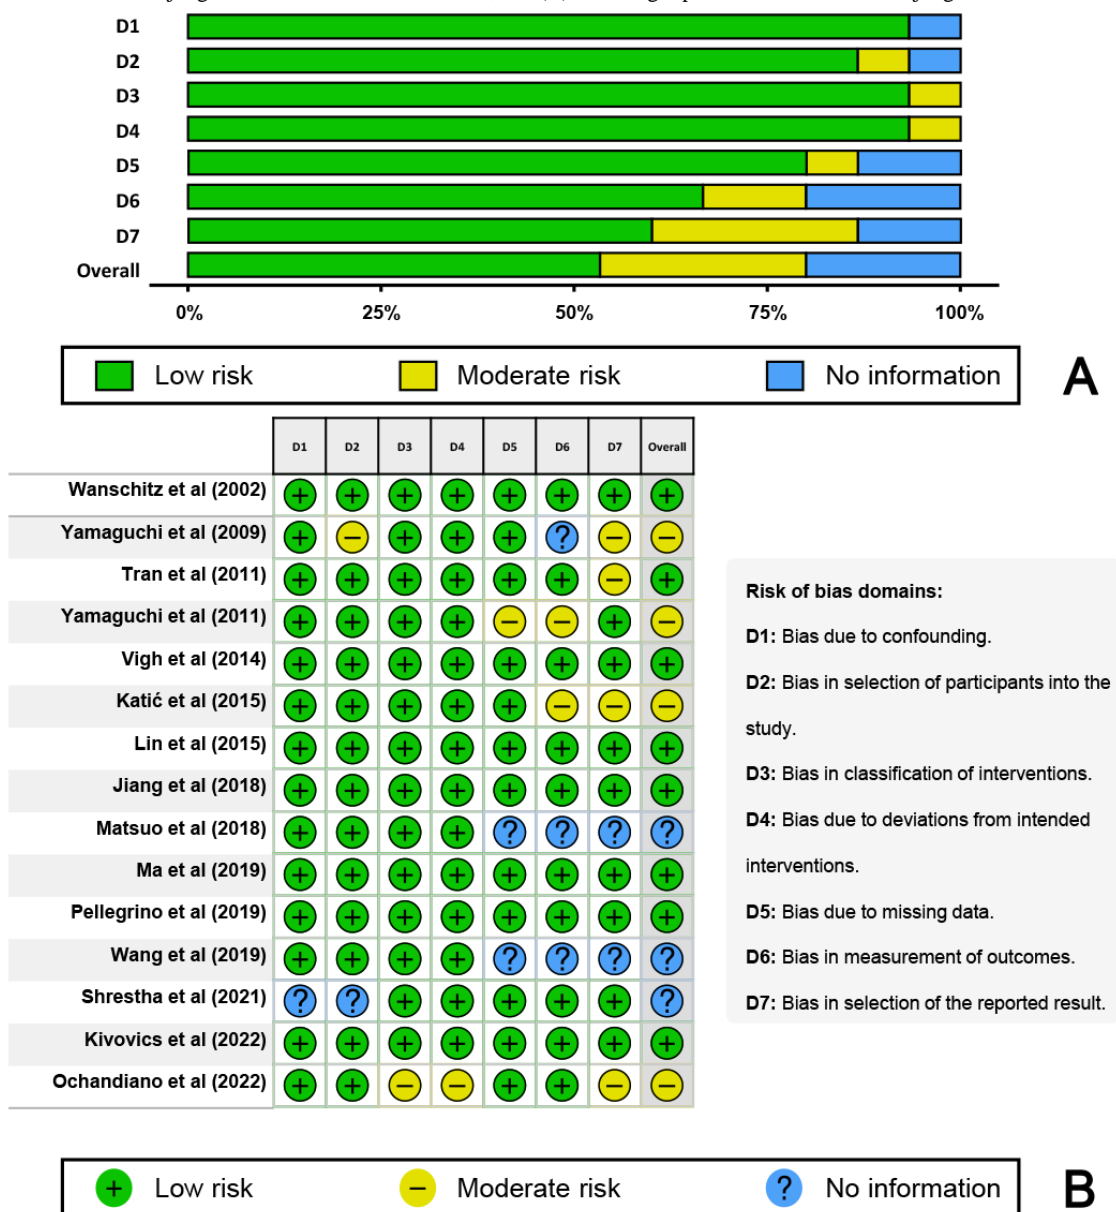 D1
D2
D3
D4
D5
D6
D7
Overall
0% 25% 50% 75% 100%
Low risk Moderate risk No information A
D1 D2 D3 D4 D5 D6 D7 Overall
Wanschitz et al (2002) + + + + + + + +
Yamaguchi et al (2009) + − + + + ? − −
Tran et al (2011) + + + + + + − +
Yamaguchi et al (2011) + + + + − − + −
Vigh et al (2014) + + + + + + + +
Katić et al (2015) + + + + + − − −
Lin et al (2015) + + + + + + + +
Jiang et al (2018) + + + + + + + +
Matsuo et al (2018) + + + + ? ? ? ?
Ma et al (2019) + + + + + + + +
Pellegrino et al (2019) + + + + + + + +
Wang et al (2019) + + + + ? ? ? ?
Shrestha et al (2021) ? ? + + + + + ?
Kivovics et al (2022) + + + + + + + +
Ochandiano et al (2022) + + − − + + − −
Risk of bias domains:
D1: Bias due to confounding.
D2: Bias in selection of participants into the
study.
D3: Bias in classification of interventions.
D4: Bias due to deviations from intended
interventions.
D5: Bias due to missing data.
D6: Bias in measurement of outcomes.
D7: Bias in selection of the reported result.
+ Low risk − Moderate risk ? No information B